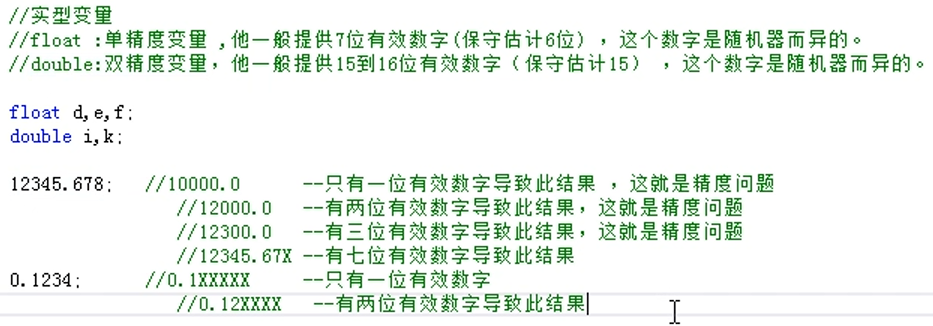 //实型变量
//float :单精度变量 ,他一般提供7位有效数字(保守估计6位) ，这个数字是随机器而异的。
//double:双精度变量，他一般提供15到16位有效数字（保守估计15） ，这个数字是随机器而异的。
float d,e,f;
double i,k;
12345.678; //10000.0 --只有一位有效数字导致此结果 ，这就是精度问题
//12000.0 --有两位有效数字导致此结果，这就是精度问题
//12300.0 --有三位有效数字导致此结果，这就是精度问题
//12345.67X --有七位有效数字导致此结果
0.1234; //0.1XXXXX --只有一位有效数字
//0.12XXXX --有两位有效数字导致此结果